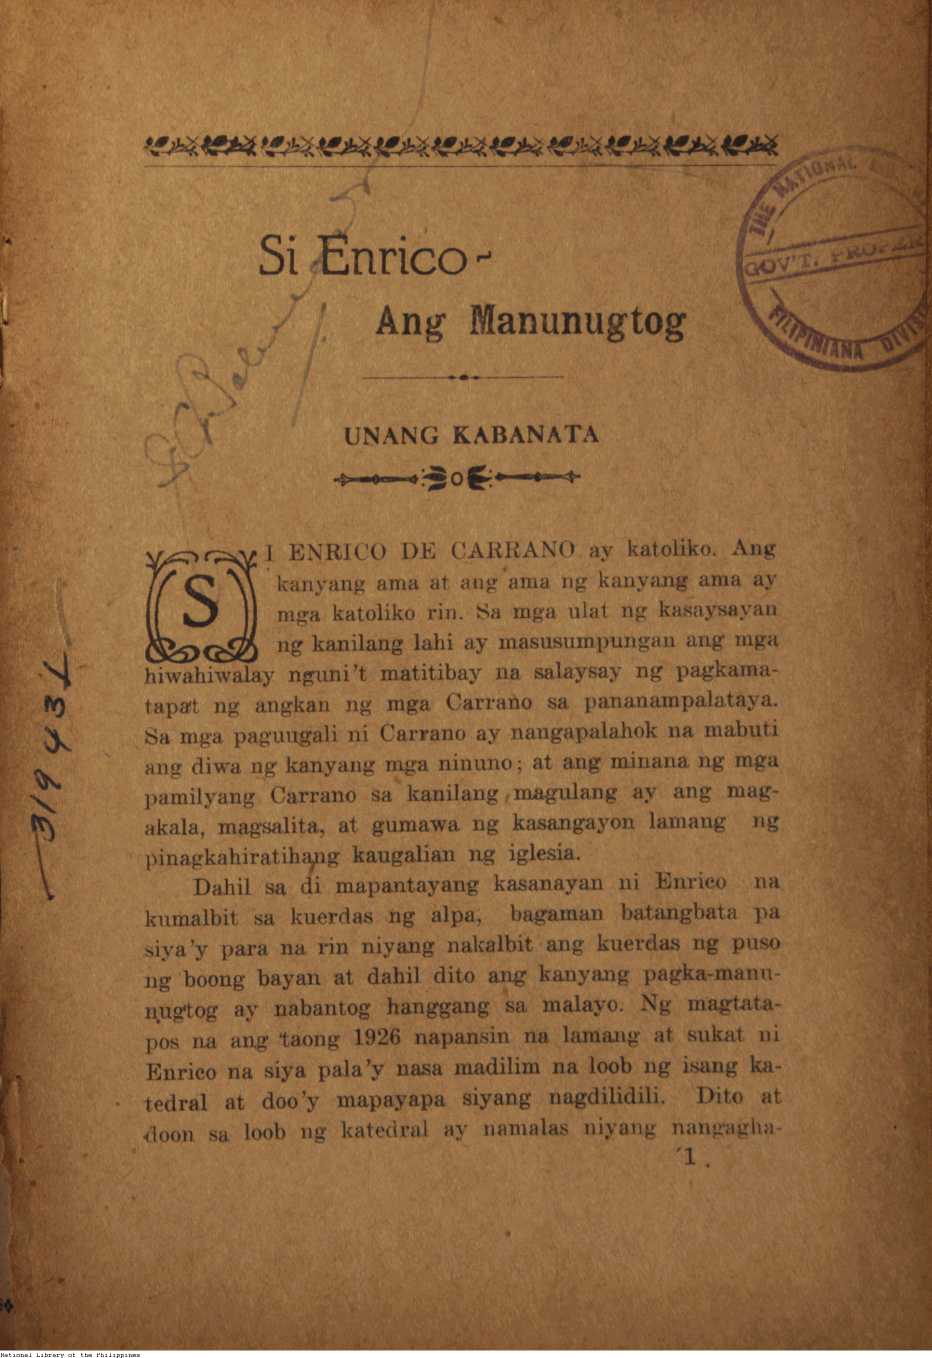 Si Enrico-
Ang Manunugtog
THE NATIONAL
GOV'T. PROPERT
FILIPINIANA DIVISI
UNANG KABANATA
SI ENRICO DE CARRANO ay katoliko. Ang
kanyang ama at ang ama ng kanyang ama ay
mga katoliko rin. Sa mga ulat ng kasaysayan
ng kanilang lahi ay masusumpungan ang mga
hiwahiwalay nguni't matitibay na salaysay ng pagkama-
tapat ng angkan ng mga Carrano sa pananampalataya.
Sa mga paguugali ni Carrano ay nangapalahok na mabuti
ang diwa ng kanyang mga ninuno; at ang minana ng mga
pamilyang Carrano sa kanilang magulang ay ang mag-
akala, magsalita, at gumawa ng kasangayon lamang ng
pinagkahiratihang kaugalian ng iglesia.
Dahil sa di mapantayang kasanayan ni Enrico na
kumalbit sa kuerdas ng alpa, bagaman batangbata pa
siya'y para na rin niyang nakalbit ang kuerdas ng puso
ng boong bayan at dahil dito ang kanyang pagka-manu-
nugtog ay nabantog hanggang sa malayo. Ng magtata-
pos na ang taong 1926 napansin na lamang at sukat ni
Enrico na siya pala'y nasa madilim na loob ng isang ka-
tedral at doo'y mapayapa siyang nagdilidili. Dito at
doon sa loob ng katedral ay namalas niyang nangagha-
1
National Library of the Philippines